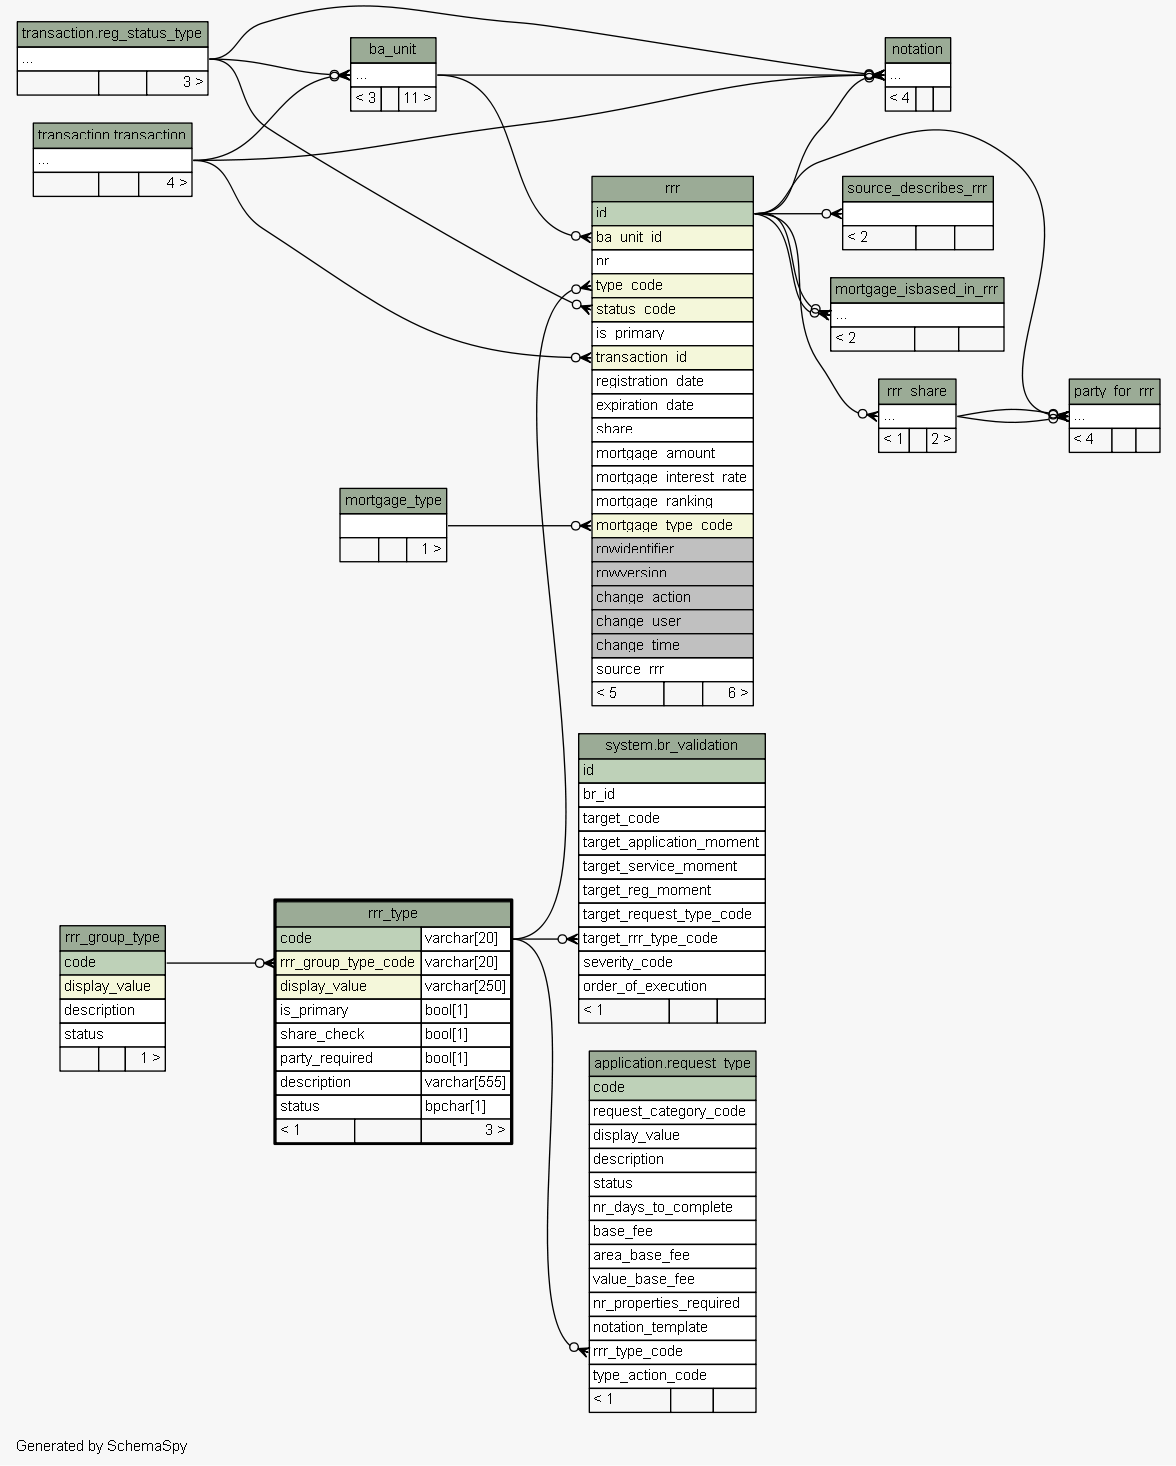 transaction.reg_status_type
...
3 >
ba_unit
...
< 3
11 >
notation
...
< 4
transaction.transaction
...
4 >
rrr
id
ba_unit_id
nr
type_code
status_code
is_primary
transaction_id
registration_date
expiration_date
share
mortgage_amount
mortgage_interest_rate
mortgage_ranking
mortgage_type_code
rowidentifier
rowversion
change_action
change_user
change_time
source_rrr
< 5
6 >
source_describes_rrr
< 2
mortgage_isbased_in_rrr
...
< 2
rrr_share
...
< 1
2 >
party_for_rrr
...
< 4
mortgage_type
1 >
system.br_validation
id
br_id
target_code
target_application_moment
target_service_moment
target_reg_moment
target_request_type_code
target_rrr_type_code
severity_code
order_of_execution
< 1
rrr_group_type
code
display_value
description
status
1 >
rrr_type
code varchar[20]
rrr_group_type_code varchar[20]
display_value varchar[250]
is_primary bool[1]
share_check bool[1]
party_required bool[1]
description varchar[555]
status bpchar[1]
< 1
3 >
application.request_type
code
request_category_code
display_value
description
status
nr_days_to_complete
base_fee
area_base_fee
value_base_fee
nr_properties_required
notation_template
rrr_type_code
type_action_code
< 1
Generated by SchemaSpy